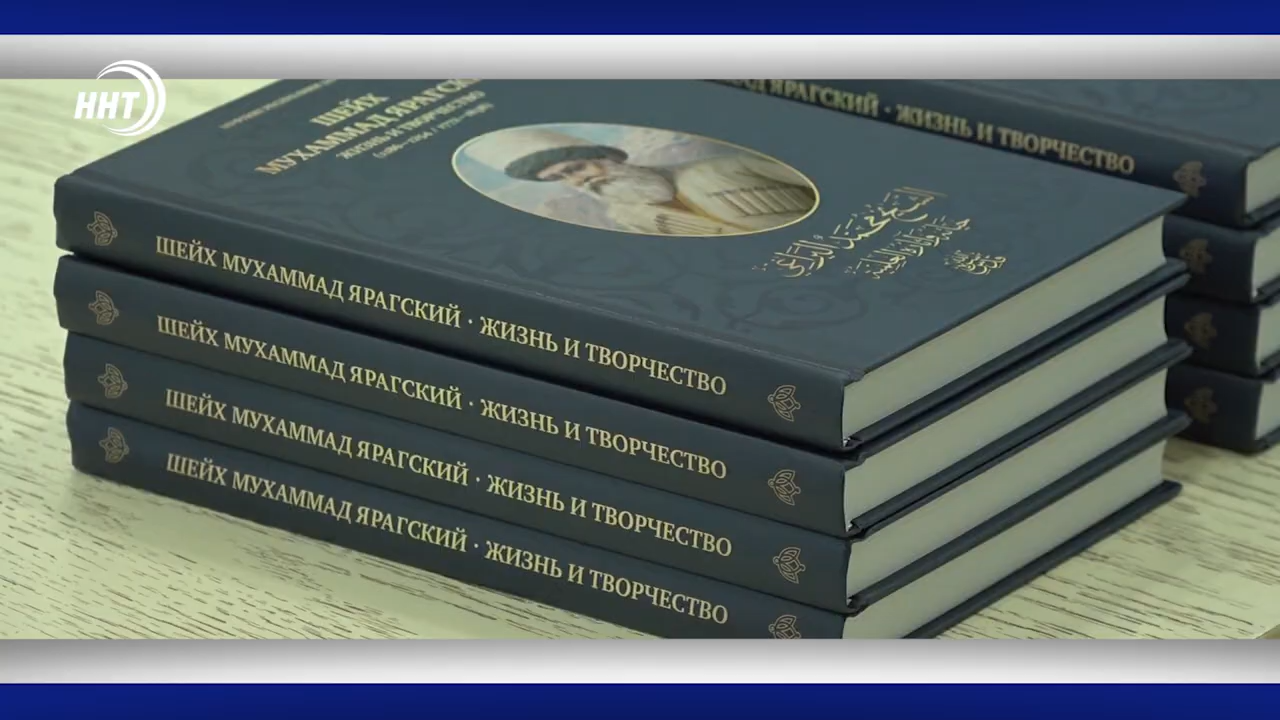 ННТ
ШЕЙХ
МУХАММАД ЯРАГСКИЙ
ЖИЗНЬ И ТВОРЧЕСТВО
ЯРАГСКИЙ · ЖИЗНЬ И ТВОРЧЕСТВО
ШЕЙХ МУХАММАД ЯРАГСКИЙ · ЖИЗНЬ И ТВОРЧЕСТВО
ШЕЙХ МУХАММАД ЯРАГСКИЙ · ЖИЗНЬ И ТВОРЧЕСТВО
ШЕЙХ МУХАММАД ЯРАГСКИЙ · ЖИЗНЬ И ТВОРЧЕСТВО
ШЕЙХ МУХАММАД ЯРАГСКИЙ · ЖИЗНЬ И ТВОРЧЕСТВО